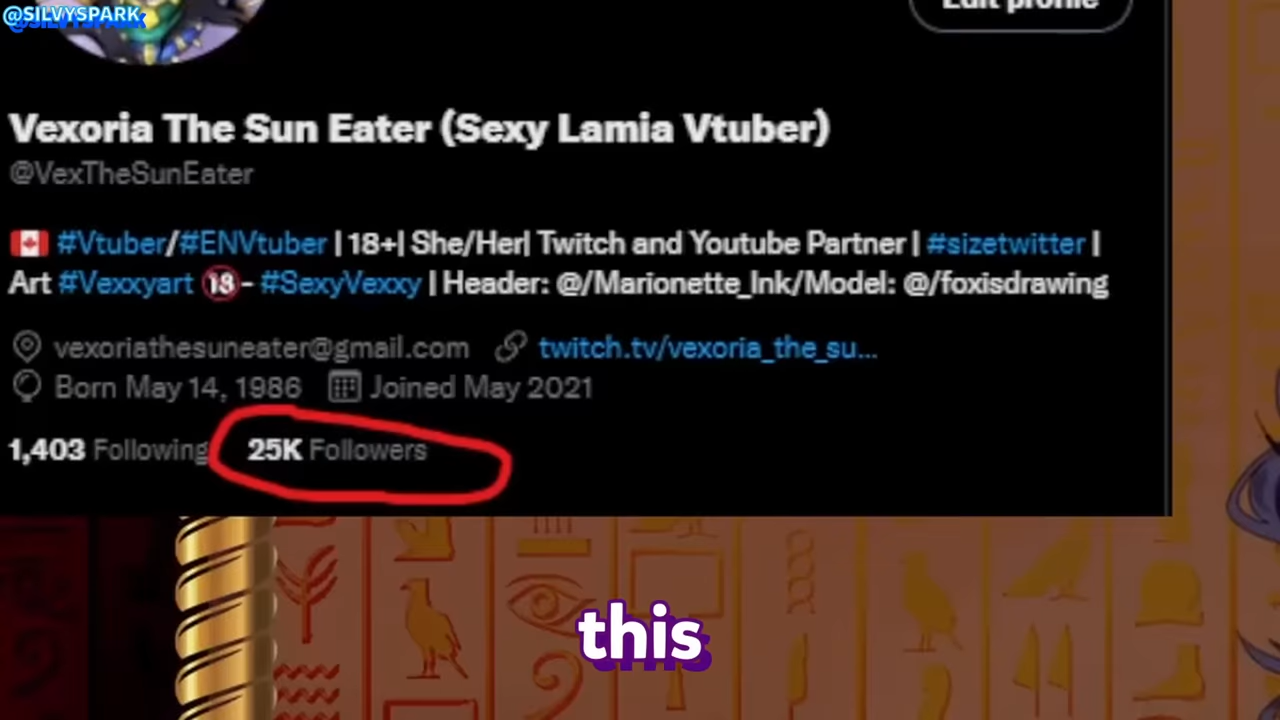 @SILVYSPARK
Edit profile
Vexoria The Sun Eater (Sexy Lamia Vtuber)
@VexTheSunEater
🇨🇦 #Vtuber/#ENVtuber | 18+| She/Her| Twitch and Youtube Partner | #sizetwitter |
Art #Vexxyart 🔞- #SexyVexxy | Header: @/Marionette_Ink/Model: @/foxisdrawing
vexoriathesuneater@gmail.com twitch.tv/vexoria_the_su...
Born May 14, 1986 Joined May 2021
1,403 Following 25K Followers
this